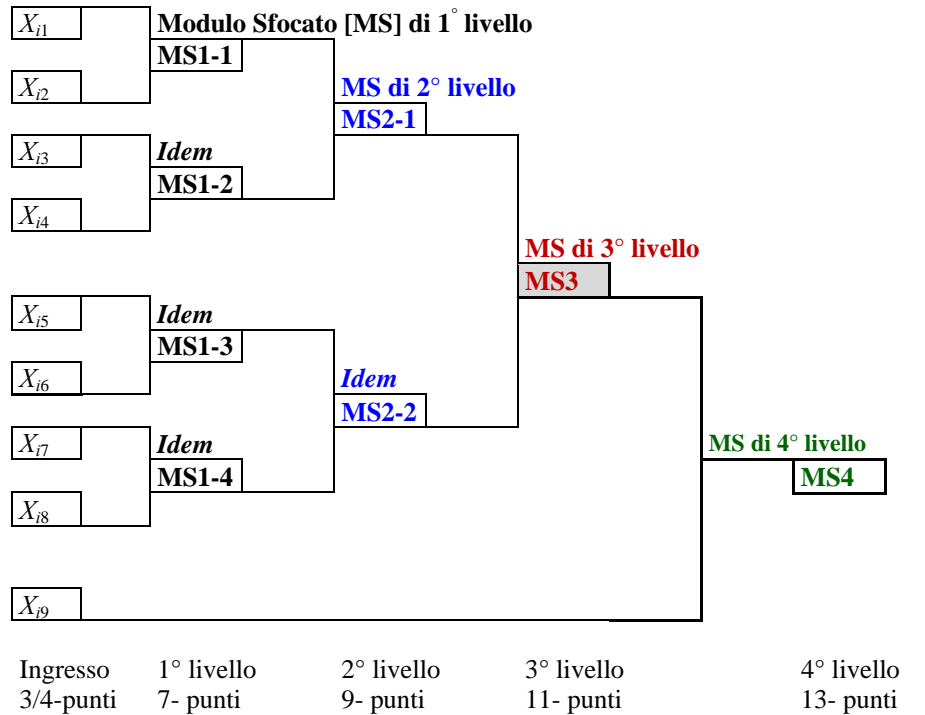 Xi1
Modulo Sfocato [MS] di 1° livello
MS1-1
Xi2
MS di 2° livello
MS2-1
Xi3
Idem
MS1-2
Xi4
MS di 3° livello
MS3
Xi5
Idem
MS1-3
Xi6
Idem
MS2-2
Xi7
Idem
MS di 4° livello
MS1-4
MS4
Xi8
Xi9
Ingresso 1° livello 2° livello 3° livello 4° livello
3/4-punti 7- punti 9- punti 11- punti 13- punti